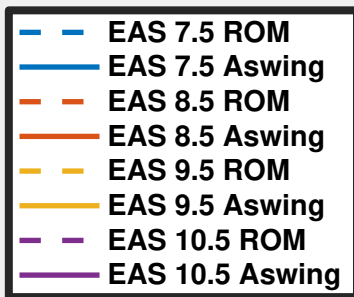 EAS 7.5 ROM
EAS 7.5 Aswing
EAS 8.5 ROM
EAS 8.5 Aswing
EAS 9.5 ROM
EAS 9.5 Aswing
EAS 10.5 ROM
EAS 10.5 Aswing